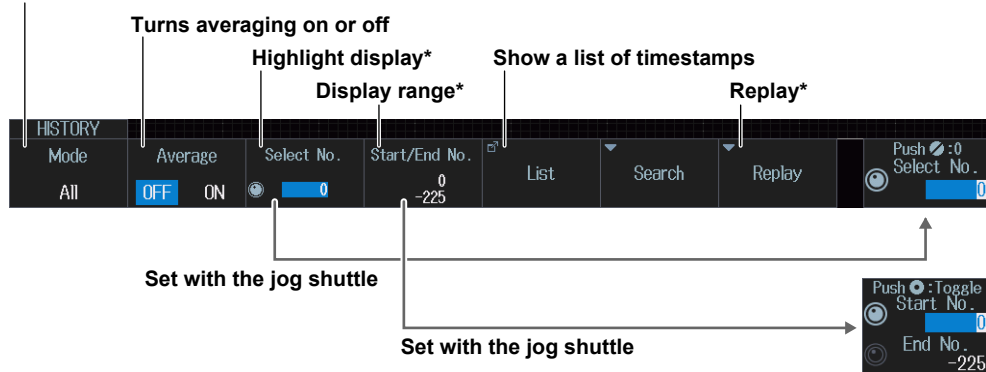 Turns averaging on or off
Highlight display*
Show a list of timestamps
Display range*
Replay*
HISTORY
Mode
All
Average
OFF ON
Select No.
0
Start/End No.
0
-225
List
Search
Replay
Push :0
Select No.
0
Set with the jog shuttle
Push :Toggle
Start No.
0
End No.
-225
Set with the jog shuttle